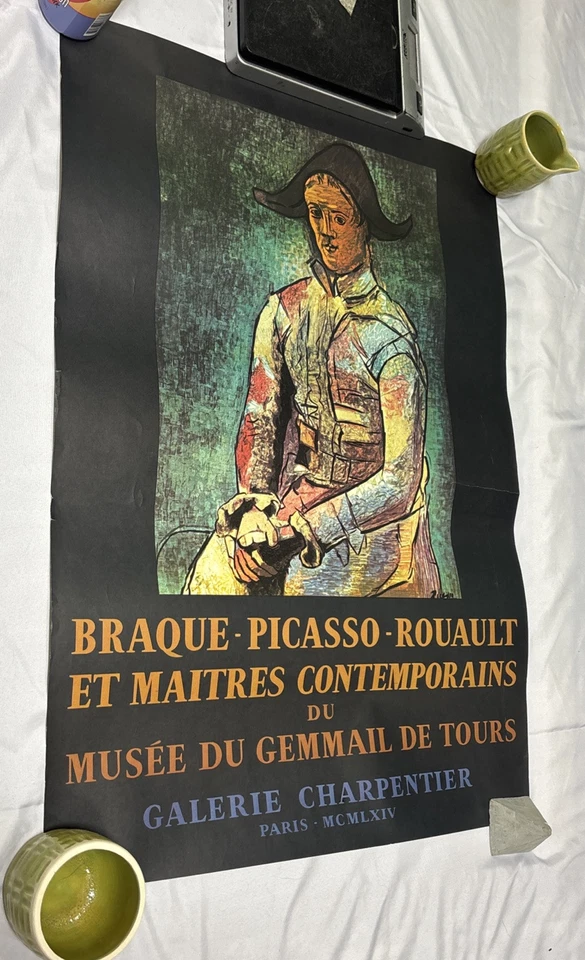 BRAQUE - PICASSO - ROUAULT
ET MAITRES CONTEMPORAINS
DU
MUSÉE DU GEMMAIL DE TOURS
GALERIE CHARPENTIER
PARIS · MCMLXIV